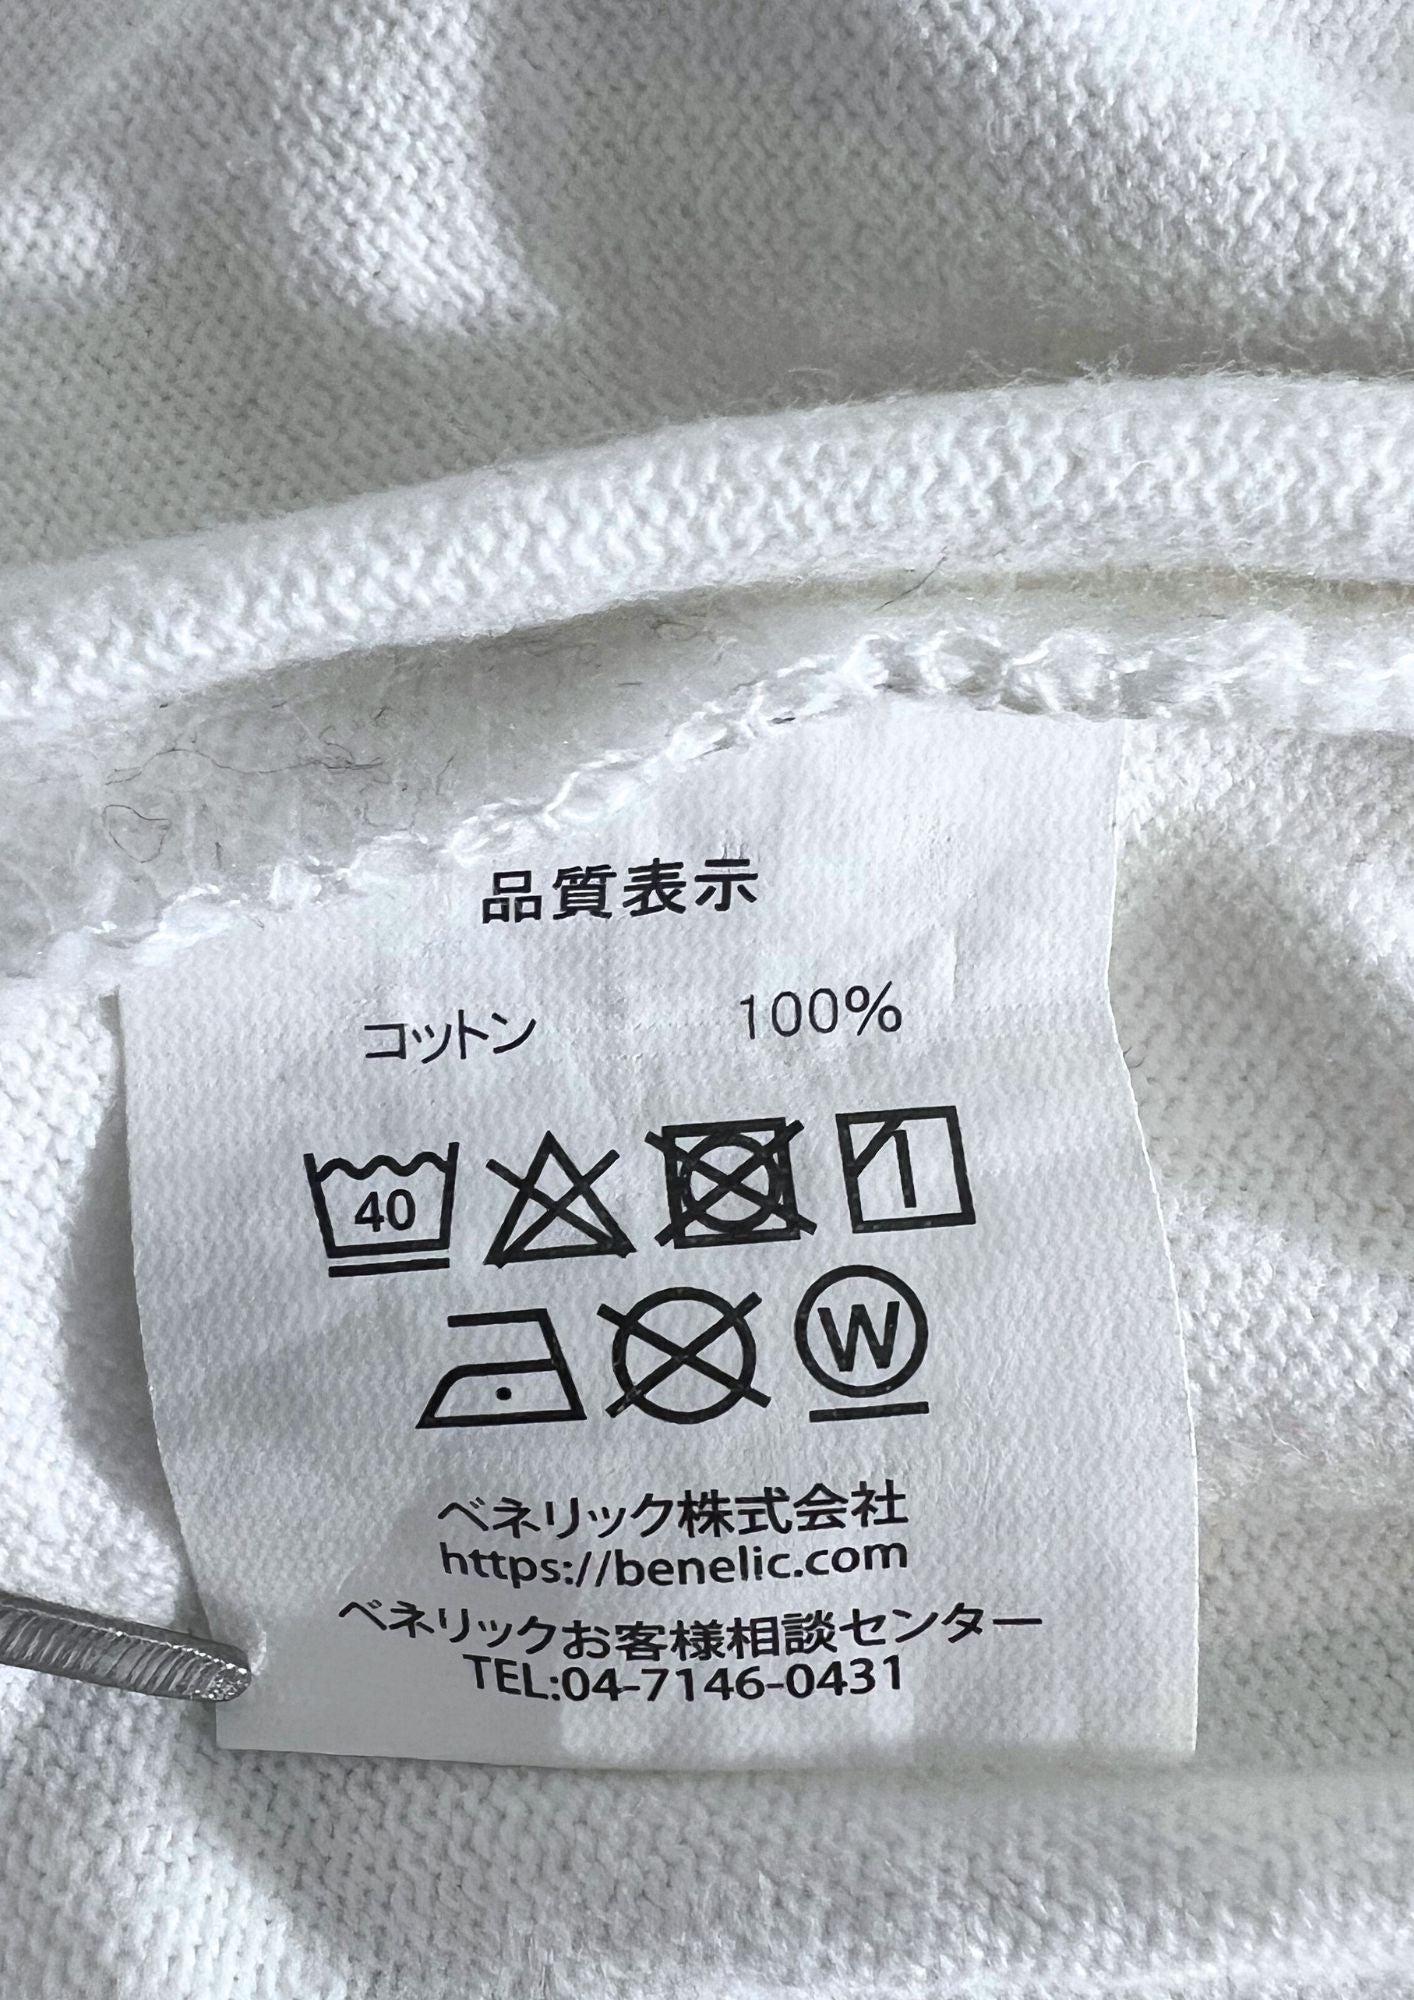 品質表示
コットン 100%
40
1
W
ベネリック株式会社
https://benelic.com
ベネリックお客様相談センター
TEL:04-7146-0431